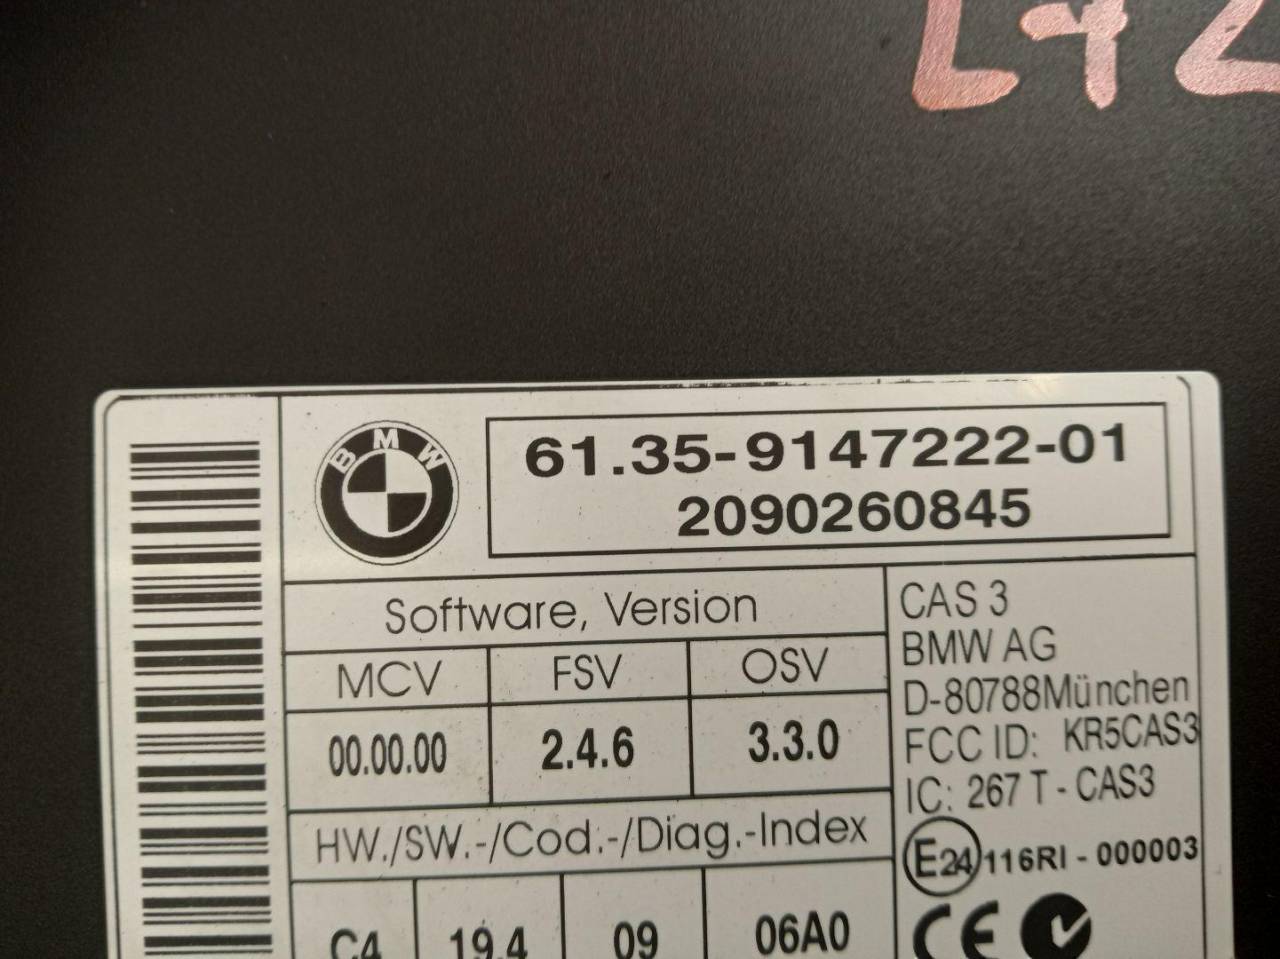 L72
BMW
61.35-9147222-01
2090260845
Software, Version
MCV FSV OSV
00.00.00 2.4.6 3.3.0
HW./SW.-/Cod.-/Diag.-Index
C4 19.4 09 06A0
CAS 3
BMW AG
D-80788München
FCC ID: KR5CAS3
IC: 267 T - CAS3
E24 116RI - 000003
CE